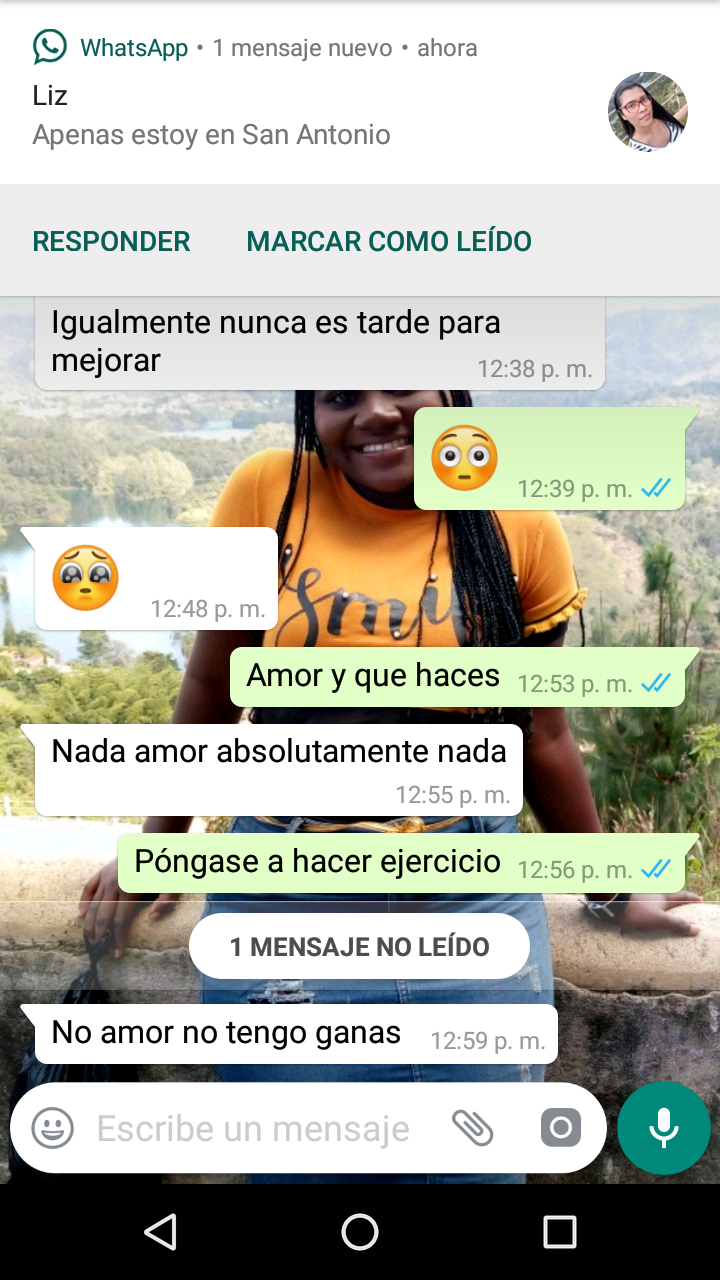 WhatsApp • 1 mensaje nuevo • ahora
Liz
Apenas estoy en San Antonio
RESPONDER MARCAR COMO LEÍDO
Igualmente nunca es tarde para
mejorar 12:38 p. m.
😳 12:39 p. m.
🥺 12:48 p. m.
smi
Amor y que haces 12:53 p. m.
Nada amor absolutamente nada
12:55 p. m.
Póngase a hacer ejercicio 12:56 p. m.
1 MENSAJE NO LEÍDO
No amor no tengo ganas 12:59 p. m.
Escribe un mensaje